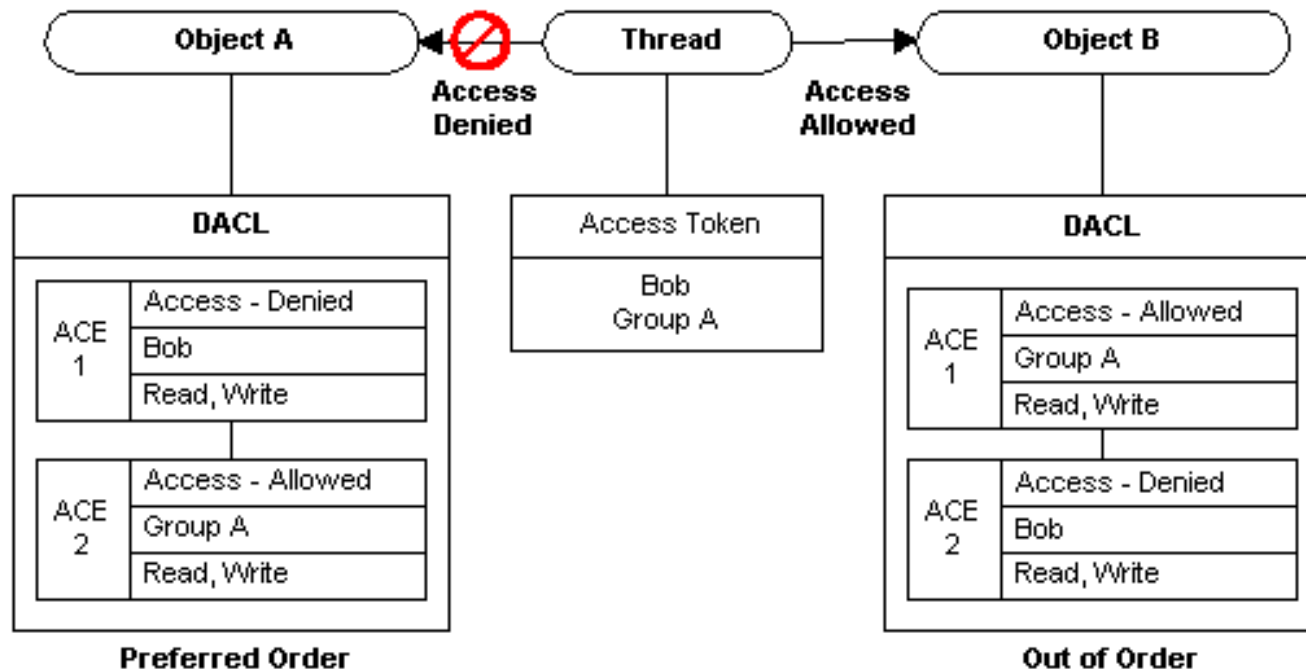 Object A
Thread
Object B
Access
Denied
Access
Allowed
DACL
ACE
1
Access - Denied
Bob
Read, Write
ACE
2
Access - Allowed
Group A
Read, Write
Preferred Order
Access Token
Bob
Group A
DACL
ACE
1
Access - Allowed
Group A
Read, Write
ACE
2
Access - Denied
Bob
Read, Write
Out of Order